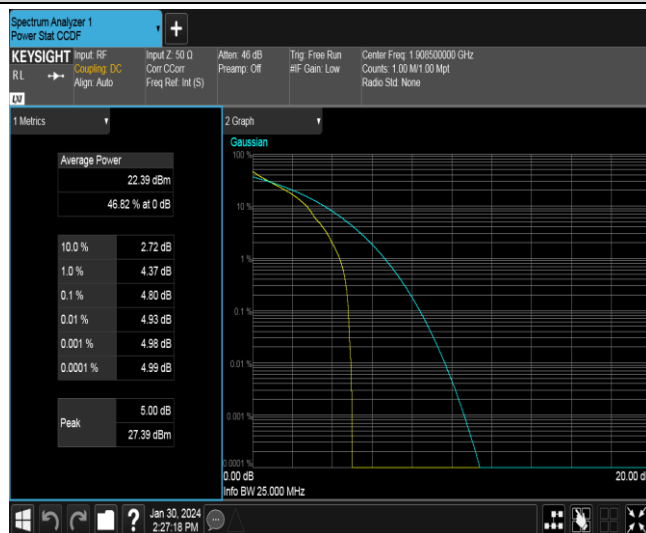 Spectrum Analyzer 1
Power Stat CCDF
+
KEYSIGHT
RL
LXI
Input: RF
Coupling: DC
Align: Auto
Input Z: 50 Ω
Corr CCorr
Freq Ref: Int (S)
Atten: 46 dB
Preamp: Off
Trig: Free Run
#IF Gain: Low
Center Freq: 1.908500000 GHz
Counts: 1.00 M/1.00 Mpt
Radio Std: None
1 Metrics
Average Power
22.39 dBm
46.82 % at 0 dB
10.0 % 2.72 dB
1.0 % 4.37 dB
0.1 % 4.80 dB
0.01 % 4.93 dB
0.001 % 4.98 dB
0.0001 % 4.99 dB
Peak
5.00 dB
27.39 dBm
2 Graph
Gaussian
100 %
10 %
1 %
0.1 %
0.01 %
0.001 %
0.0001 %
0.00 dB
20.00 d
Info BW 25.000 MHz
?
Jan 30, 2024
2:27:18 PM